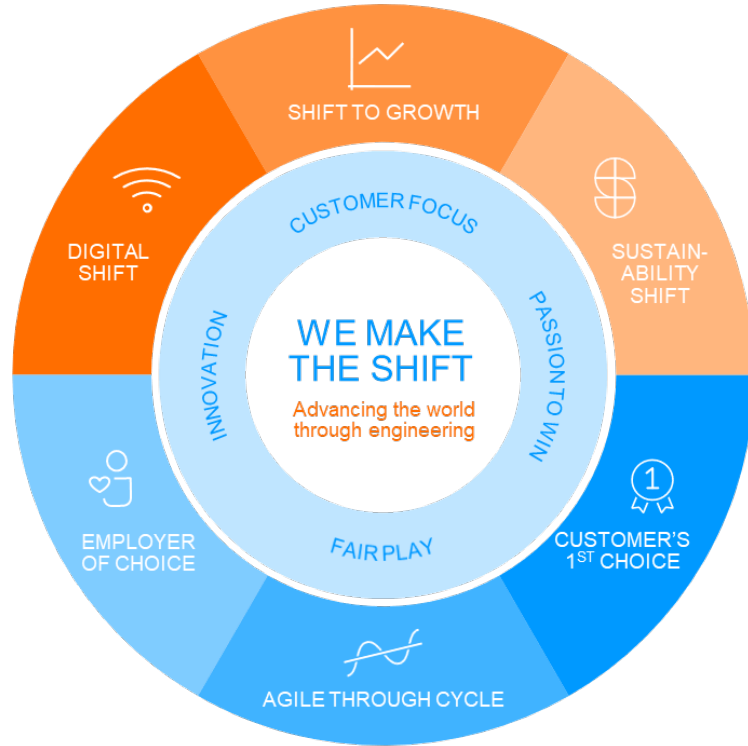 SHIFT TO GROWTH
DIGITAL
SHIFT
SUSTAIN-
ABILITY
SHIFT
CUSTOMER FOCUS
INNOVATION
PASSION TO WIN
WE MAKE
THE SHIFT
Advancing the world
through engineering
FAIR PLAY
EMPLOYER
OF CHOICE
1
CUSTOMER'S
1ST CHOICE
AGILE THROUGH CYCLE